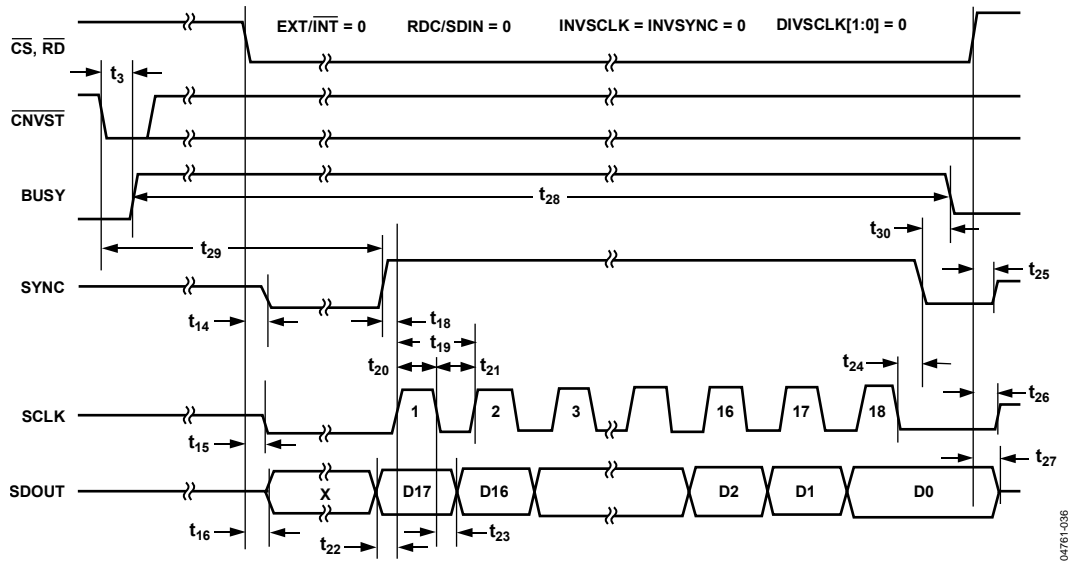 EXT/INT = 0 RDC/SDIN = 0 INVSCLK = INVSYNC = 0 DIVSCLK[1:0] = 0
CS, RD
t3
CNVST
BUSY
t28
t30
t29
SYNC
t25
t14
t18
t19
t20
t21
t24
t26
SCLK
1 2 3 16 17 18
t15
t27
SDOUT
X D17 D16 D2 D1 D0
t16
t22
t23
04761-036